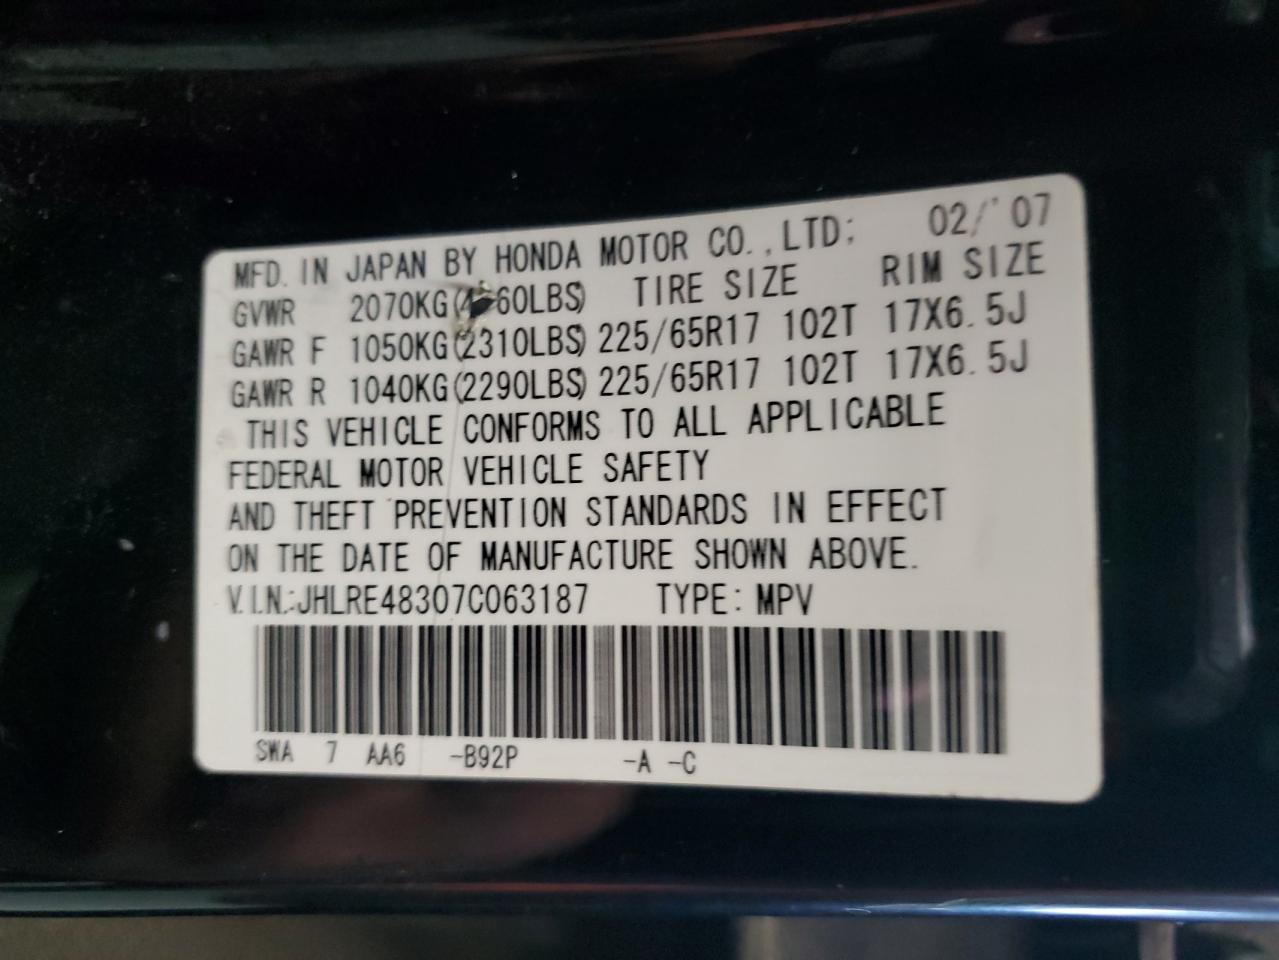 MFD. IN JAPAN BY HONDA MOTOR CO., LTD; 02/'07
GVWR 2070KG TIRE SIZE RIM SIZE
GAWR F 1050KG(2310LBS) 225/65R17 102T 17X6.5J
GAWR R 1040KG(2290LBS) 225/65R17 102T 17X6.5J
THIS VEHICLE CONFORMS TO ALL APPLICABLE
FEDERAL MOTOR VEHICLE SAFETY
AND THEFT PREVENTION STANDARDS IN EFFECT
ON THE DATE OF MANUFACTURE SHOWN ABOVE.
V.I.N.:JHLRE48307C063187 TYPE: MPV
SWA 7 AA6 -B92P -A -C